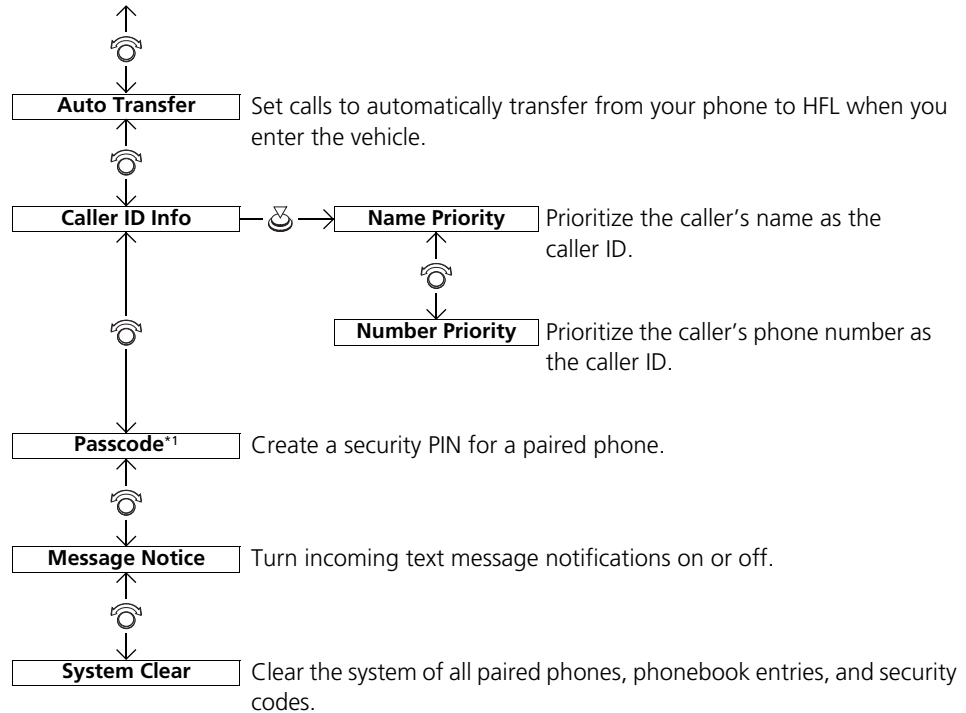 Auto Transfer
Set calls to automatically transfer from your phone to HFL when you
enter the vehicle.
Caller ID Info
Name Priority
Prioritize the caller’s name as the
caller ID.
Number Priority
Prioritize the caller’s phone number as
the caller ID.
Passcode*1
Create a security PIN for a paired phone.
Message Notice
Turn incoming text message notifications on or off.
System Clear
Clear the system of all paired phones, phonebook entries, and security
codes.